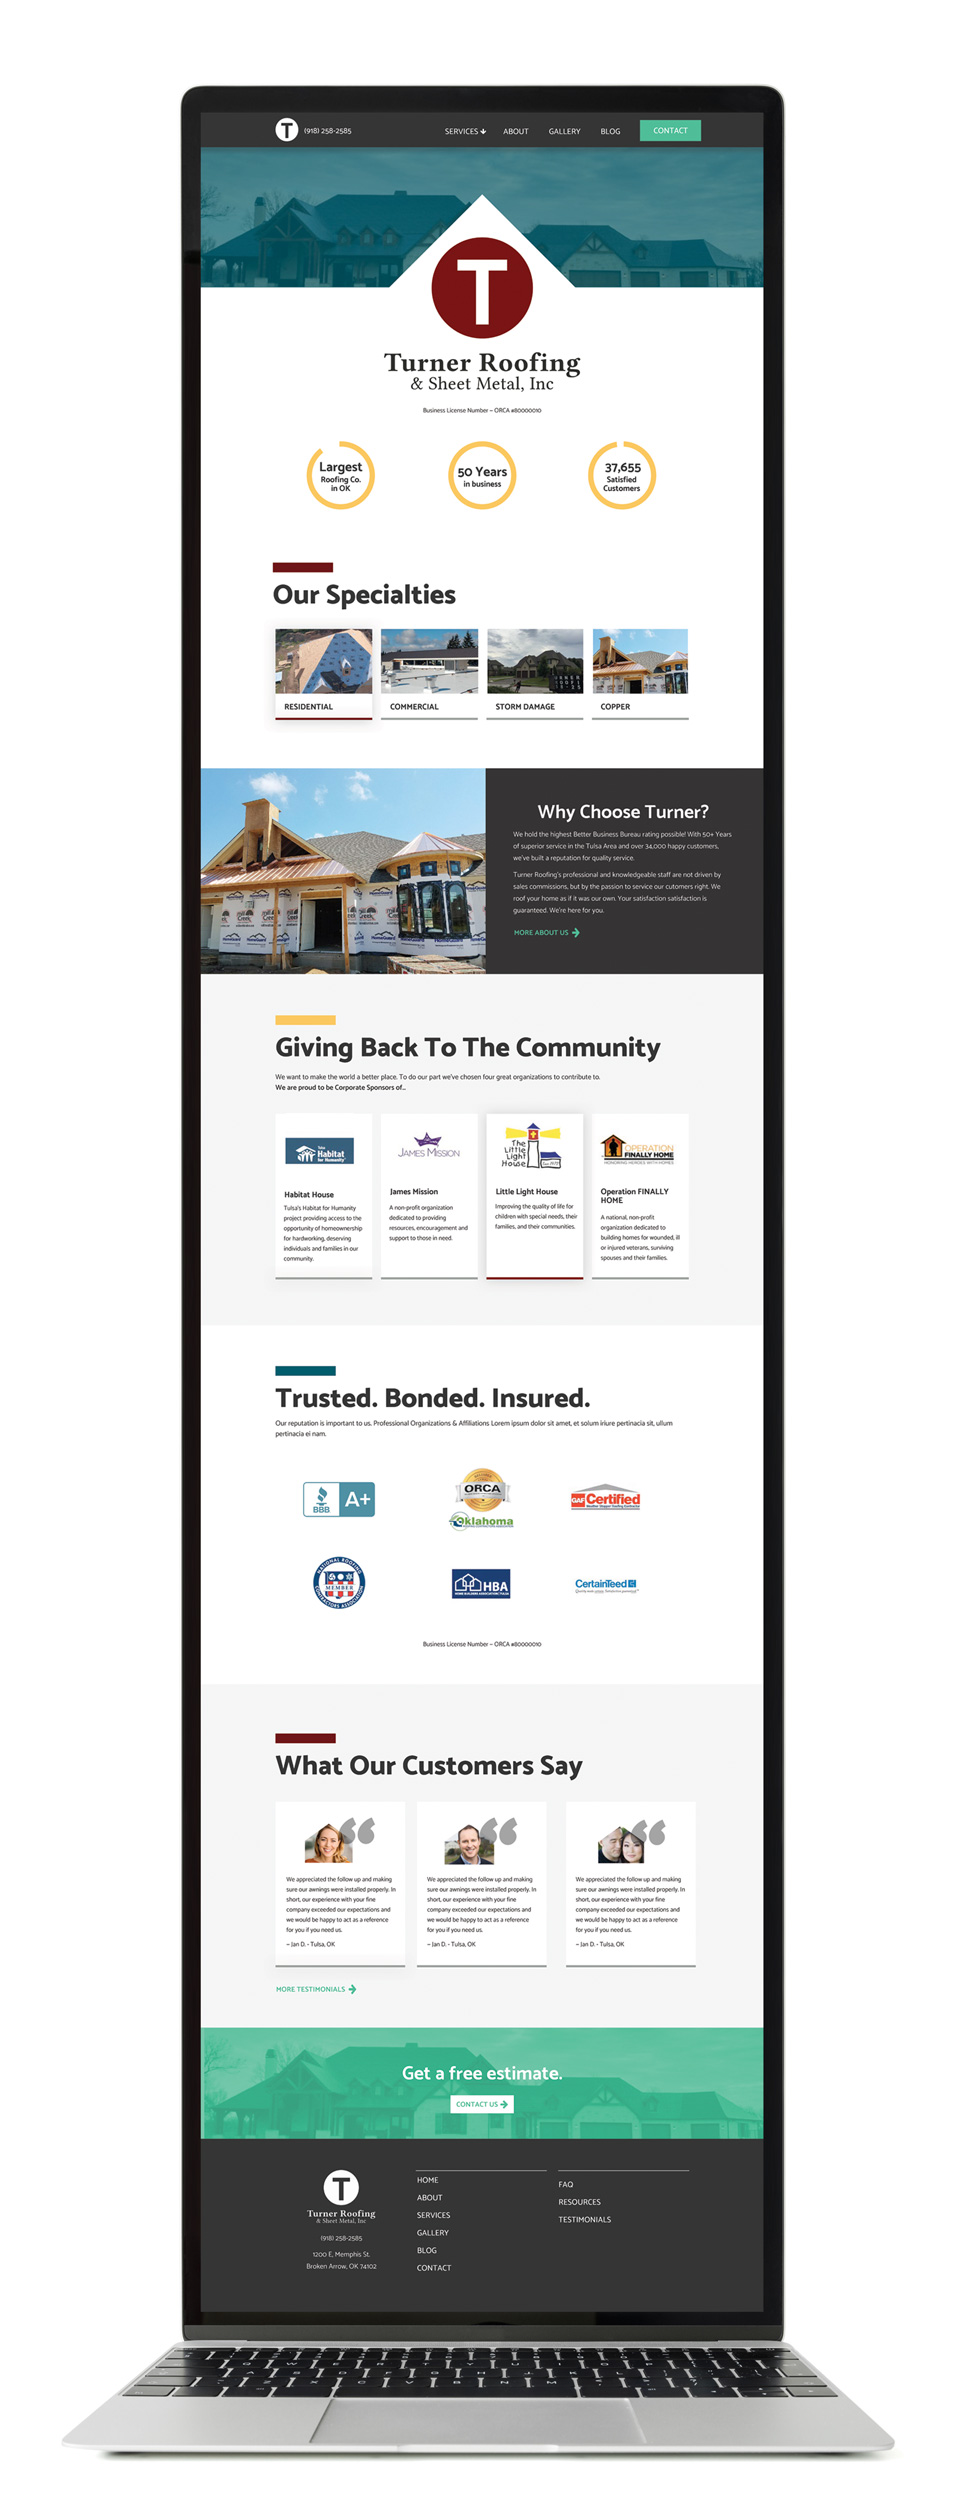 T (918) 258-2585 SERVICES ABOUT GALLERY BLOG CONTACT
T
Turner Roofing
& Sheet Metal, Inc
Business License Number – ORCA #80000010
Largest
Roofing Co.
in OK
50 Years
in business
37,655
Satisfied
Customers
Our Specialties
RESIDENTIAL
COMMERCIAL
STORM DAMAGE
COPPER
Why Choose Turner?
We hold the highest Better Business Bureau rating possible! With 50+ Years
of superior service in the Tulsa Area and over 34,000 happy customers,
we've built a reputation for quality service.
Turner Roofing's professional and knowledgeable staff are not driven by
sales commissions, but by the passion to service our cutomers right. We
roof your home as if it was our own. Your satisfaction satisfaction is
guaranteed. We're here for you.
MORE ABOUT US
Giving Back To The Community
We want to make the world a better place. To do our part we've chosen four great organizations to contribute to.
We are proud to be Corporate Sponsors of...
Tulsa
Habitat
for Humanity
Habitat House
Tulsa's Habitat for Humanity
project providing access to the
opportunity of homeownership
for hardworking, deserving
individuals and families in our
community.
JAMES MISSION
James Mission
A non-profit organization
dedicated to providing
resources, encouragement and
support to those in need.
The
Little
Light
House
Little Light House
Improving the quality of life for
children with special needs, their
families, and their communities.
OPERATION
FINALLY HOME
HONORING HEROES WITH HOMES
Operation FINALLY
HOME
A national, non-profit
organization dedicated to
building homes for wounded, ill
or injured veterans, surviving
spouses and their families.
Trusted. Bonded. Insured.
Our reputation is important to us. Professional Organizations & Affiliations Lorem ipsum dolor sit amet, et solum iriure pertinacia sit, ullum
pertinacia ei nam.
BBB A+
ORCA
Oklahoma
GAF Certified
NATIONAL ROOFING
MEMBER
CONTRACTORS ASSOCIATION
HBA
CertainTeed
Business License Number – ORCA #80000010
What Our Customers Say
We appreciated the follow up and making
sure our awnings were installed properly. In
short, our experience with your fine
company exceeded our expectations and
we would be happy to act as a reference
for you if you need us.
– Jan D. - Tulsa, OK
We appreciated the follow up and making
sure our awnings were installed properly. In
short, our experience with your fine
company exceeded our expectations and
we would be happy to act as a reference
for you if you need us.
– Jan D. - Tulsa, OK
We appreciated the follow up and making
sure our awnings were installed properly. In
short, our experience with your fine
company exceeded our expectations and
we would be happy to act as a reference
for you if you need us.
– Jan D. - Tulsa, OK
MORE TESTIMONIALS
Get a free estimate.
CONTACT US
T
Turner Roofing
& Sheet Metal, Inc
(918) 258-2585
1200 E, Memphis St.
Broken Arrow, OK 74102
HOME
ABOUT
SERVICES
GALLERY
BLOG
CONTACT
FAQ
RESOURCES
TESTIMONIALS